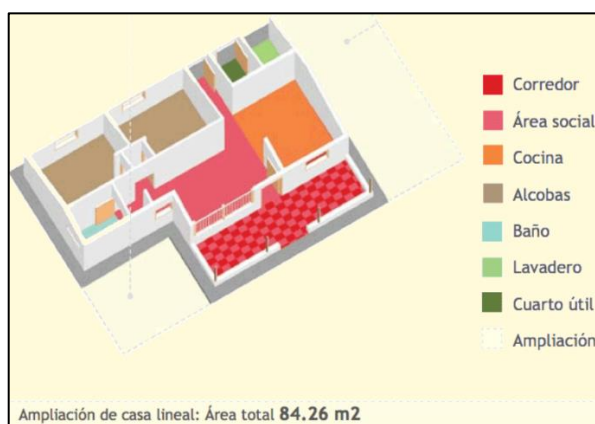 Corredor
Área social
Cocina
Alcobas
Baño
Lavadero
Cuarto útil
Ampliación
Ampliación de casa lineal: Área total 84.26 m2